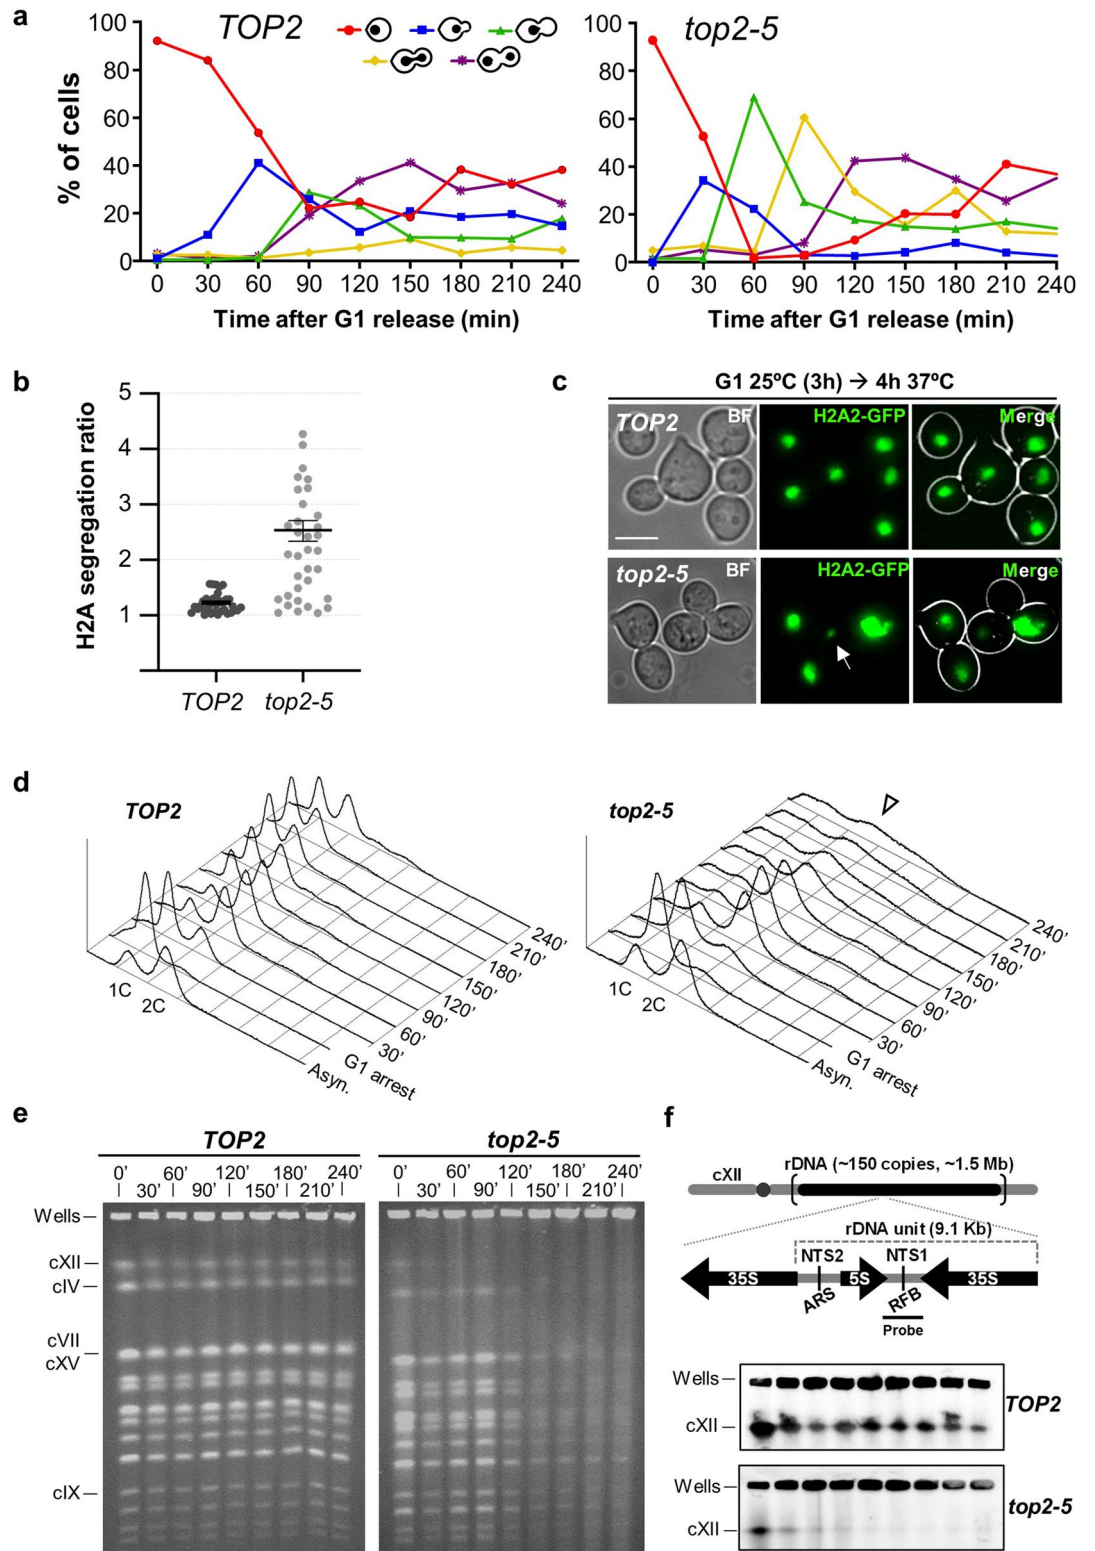 a
TOP2
top2-5
% of cells
100
80
60
40
20
0
0 30 60 90 120 150 180 210 240
Time after G1 release (min)
100
80
60
40
20
0
0 30 60 90 120 150 180 210 240
Time after G1 release (min)
b
H2A segregation ratio
5
4
3
2
1
TOP2 top2-5
c
G1 25ºC (3h) → 4h 37ºC
TOP2 BF H2A2-GFP Merge
top2-5 BF H2A2-GFP Merge
d
TOP2
1C
2C
240'
210'
180'
150'
120'
90'
60'
30'
G1 arrest
Asyn.
top2-5
1C
2C
240'
210'
180'
150'
120'
90'
60'
30'
G1 arrest
Asyn.
e
TOP2
0' 60' 120' 180' 240'
30' 90' 150' 210'
top2-5
0' 60' 120' 180' 240'
30' 90' 150' 210'
Wells
cXII
cIV
cVII
cXV
cIX
f
rDNA (~150 copies, ~1.5 Mb)
cXII
rDNA unit (9.1 Kb)
NTS2 NTS1
35S 5S 35S
ARS RFB
Probe
Wells
cXII
TOP2
Wells
cXII
top2-5